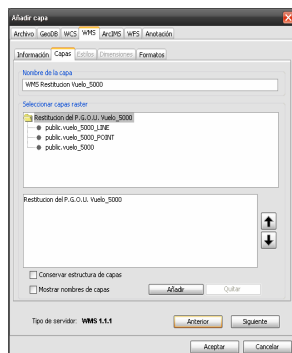 Añadir capa
Archivo GeoDB WCS WMS ArcIMS WFS Anotación
Información Capas Estilos Dimensiones Formatos
Nombre de la capa
WMS Restitucion Vuelo_5000
Seleccionar capas raster
Restitucion del P.G.O.U. Vuelo_5000
public.vuelo_5000_LINE
public.vuelo_5000_POINT
public.vuelo_5000
Restitucion del P.G.O.U. Vuelo_5000
Conservar estructura de capas
Mostrar nombres de capas Añadir Quitar
Tipo de servidor: WMS 1.1.1 Anterior Siguiente
Aceptar Cancelar